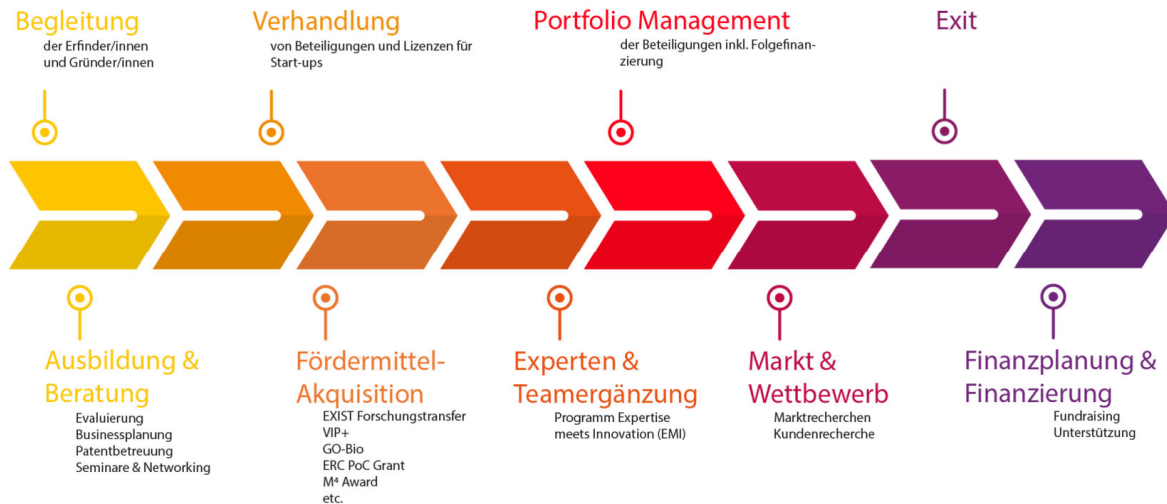 Begleitung
der Erfinder/innen
und Gründer/innen
Verhandlung
von Beteiligungen und Lizenzen für
Start-ups
Portfolio Management
der Beteiligungen inkl. Folgefinan-
zierung
Exit
Ausbildung &
Beratung
Evaluierung
Businessplanung
Patentbetreuung
Seminare & Networking
Fördermittel-
Akquisition
EXIST Forschungstransfer
VIP+
GO-Bio
ERC PoC Grant
M⁴ Award
etc.
Experten &
Teamergänzung
Programm Expertise
meets Innovation (EMI)
Markt &
Wettbewerb
Marktrecherchen
Kundenrecherche
Finanzplanung &
Finanzierung
Fundraising
Unterstützung